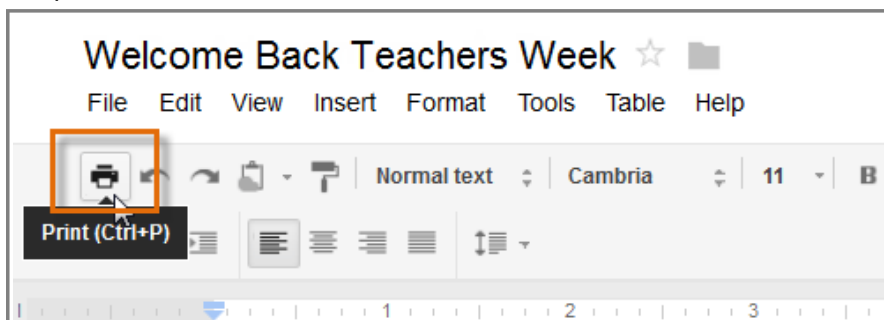 Welcome Back Teachers Week
File Edit View Insert Format Tools Table Help
Normal text Cambria 11 B
Print (Ctrl+P)
1 2 3